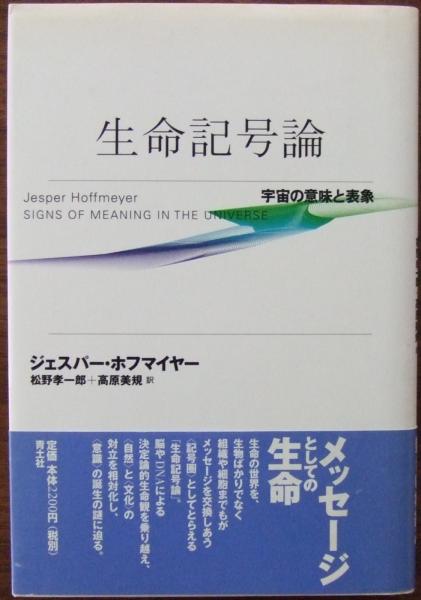 生命記号論
Jesper Hoffmeyer
SIGNS OF MEANING IN THE UNIVERSE
宇宙の意味と表象
ジェスパー・ホフマイヤー
松野孝一郎＋高原美規 訳
メッセージ
としての
生命
生命の世界を、
生物ばかりでなく
組織や細胞までもが
メッセージを交換しあう
〈記号圏〉としてとらえる
『生命記号論』。
脳やDNAによる
決定論的生命観を乗り越え、
〈自然〉と〈文化〉の
対立を相対化し、
〈意識〉の誕生の謎に迫る。
定価 本体2200円（税別）
青土社